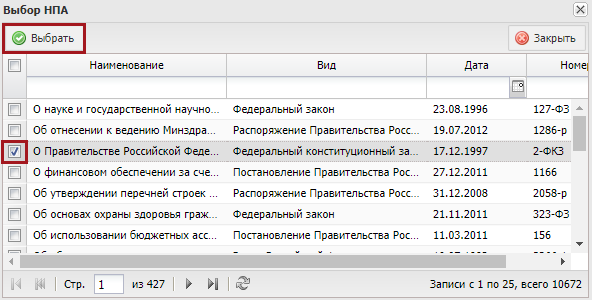 Выбор НПА
Выбрать Закрыть
Наименование Вид Дата Номер
О науке и государственной научно... Федеральный закон 23.08.1996 127-ФЗ
Об отнесении к ведению Минздра... Распоряжение Правительства Росс... 19.07.2012 1286-р
О Правительстве Российской Феде... Федеральный конституционный за... 17.12.1997 2-ФКЗ
О финансовом обеспечении за сче... Постановление Правительства Рос... 27.12.2011 1166
Об утверждении перечней строек ... Распоряжение Правительства Росс... 31.12.2008 2058-р
Об основах охраны здоровья граж... Федеральный закон 21.11.2011 323-ФЗ
Об использовании бюджетных асс... Постановление Правительства Рос... 11.03.2011 156
Стр. 1 из 427 Записи с 1 по 25, всего 10672